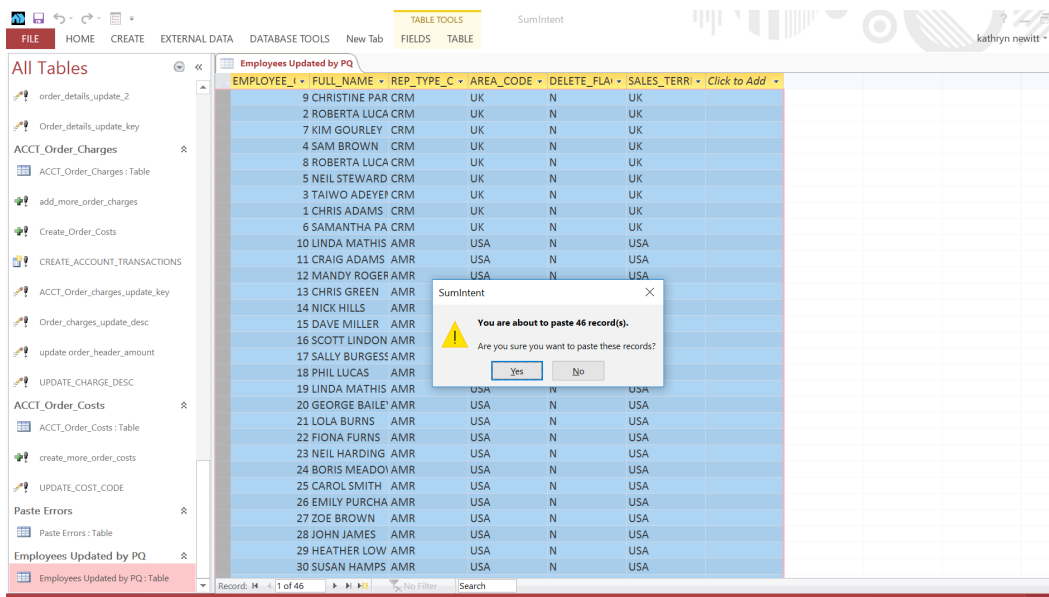 TABLE TOOLS
SumIntent
?
FILE HOME CREATE EXTERNAL DATA DATABASE TOOLS New Tab FIELDS TABLE
kathryn newitt
All Tables
order_details_update_2
Order_details_update_key
ACCT_Order_Charges
ACCT_Order_Charges : Table
add_more_order_charges
Create_Order_Costs
CREATE_ACCOUNT_TRANSACTIONS
ACCT_Order_charges_update_key
Order_charges_update_desc
update order_header_amount
UPDATE_CHARGE_DESC
ACCT_Order_Costs
ACCT_Order_Costs : Table
create_more_order_costs
UPDATE_COST_CODE
Paste Errors
Paste Errors : Table
Employees Updated by PQ
Employees Updated by PQ : Table
Employees Updated by PQ
EMPLOYEE_( FULL_NAME REP_TYPE_C AREA_CODE DELETE_FLA( SALES_TERRI Click to Add
9 CHRISTINE PAR CRM UK N UK
2 ROBERTA LUCA CRM UK N UK
7 KIM GOURLEY CRM UK N UK
4 SAM BROWN CRM UK N UK
8 ROBERTA LUCA CRM UK N UK
5 NEIL STEWARD CRM UK N UK
3 TAIWO ADEYEM CRM UK N UK
1 CHRIS ADAMS CRM UK N UK
6 SAMANTHA PA CRM UK N UK
10 LINDA MATHIS AMR USA N USA
11 CRAIG ADAMS AMR USA N USA
12 MANDY ROGER AMR USA N USA
13 CHRIS GREEN AMR
14 NICK HILLS AMR
15 DAVE MILLER AMR
16 SCOTT LINDON AMR
17 SALLY BURGESS AMR
18 PHIL LUCAS AMR
19 LINDA MATHIS AMR USA N USA
20 GEORGE BAILEY AMR USA N USA
21 LOLA BURNS AMR USA N USA
22 FIONA FURNS AMR USA N USA
23 NEIL HARDING AMR USA N USA
24 BORIS MEADOW AMR USA N USA
25 CAROL SMITH AMR USA N USA
26 EMILY PURCHA AMR USA N USA
27 ZOE BROWN AMR USA N USA
28 JOHN JAMES AMR USA N USA
29 HEATHER LOW AMR USA N USA
30 SUSAN HAMPS AMR USA N USA
SumIntent
You are about to paste 46 record(s).
Are you sure you want to paste these records?
Yes No
Record: 1 of 46 No Filter Search